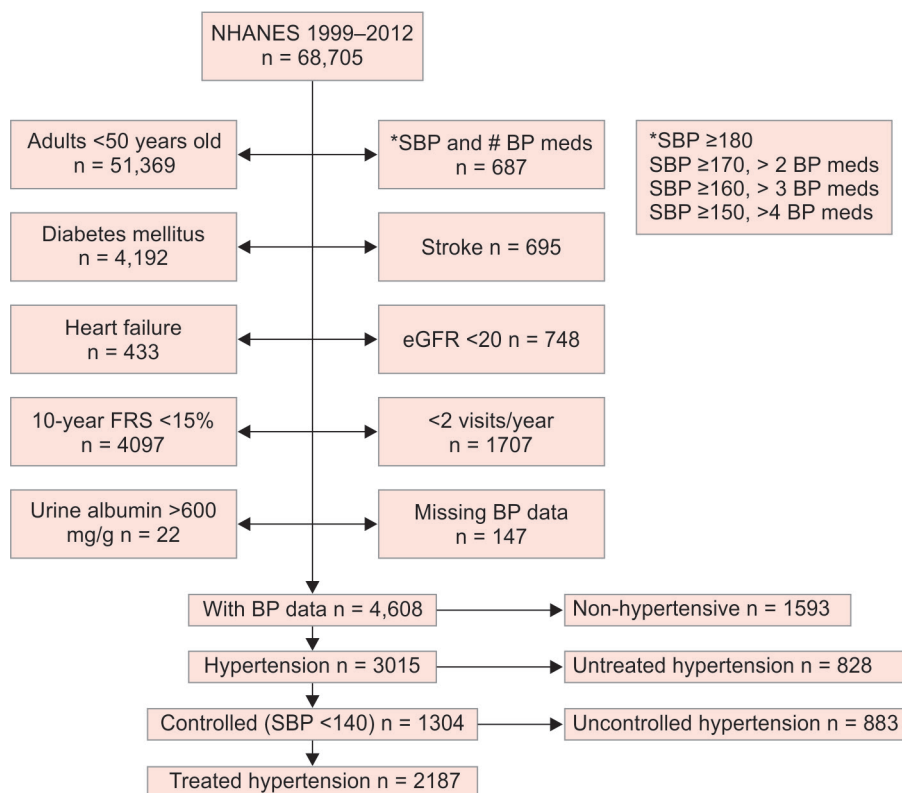 NHANES 1999–2012
n = 68,705
Adults <50 years old
n = 51,369
*SBP and # BP meds
n = 687
*SBP ≥180
SBP ≥170, > 2 BP meds
SBP ≥160, > 3 BP meds
SBP ≥150, >4 BP meds
Diabetes mellitus
n = 4,192
Stroke n = 695
Heart failure
n = 433
eGFR <20 n = 748
10-year FRS <15%
n = 4097
<2 visits/year
n = 1707
Urine albumin >600
mg/g n = 22
Missing BP data
n = 147
With BP data n = 4,608
Non-hypertensive n = 1593
Hypertension n = 3015
Untreated hypertension n = 828
Controlled (SBP <140) n = 1304
Uncontrolled hypertension n = 883
Treated hypertension n = 2187